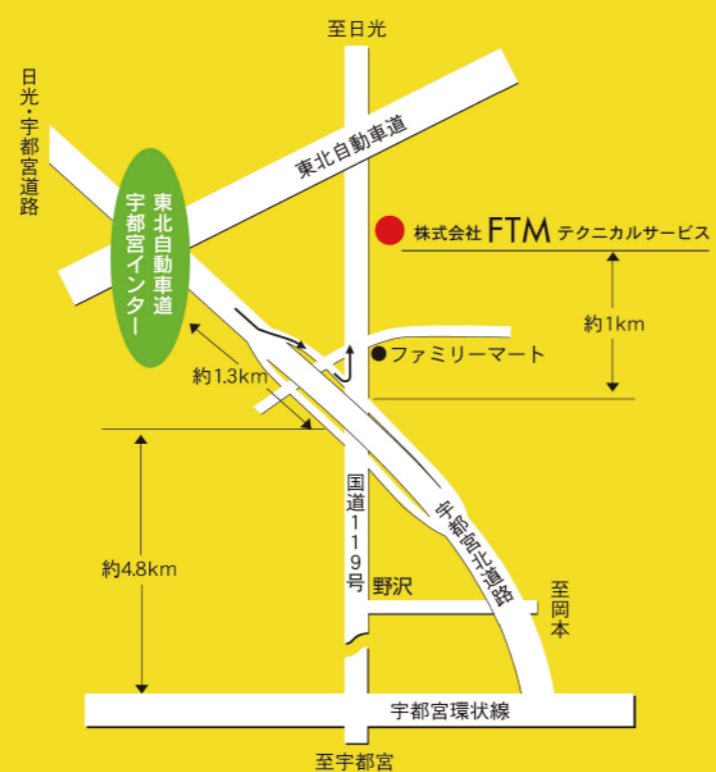 至日光
日光・宇都宮道路
東北自動車道
東北自動車道
宇都宮インター
株式会社 FTM テクニカルサービス
約1km
ファミリーマート
約1.3km
国道119号
宇都宮北道路
約4.8km
野沢
至岡本
宇都宮環状線
至宇都宮